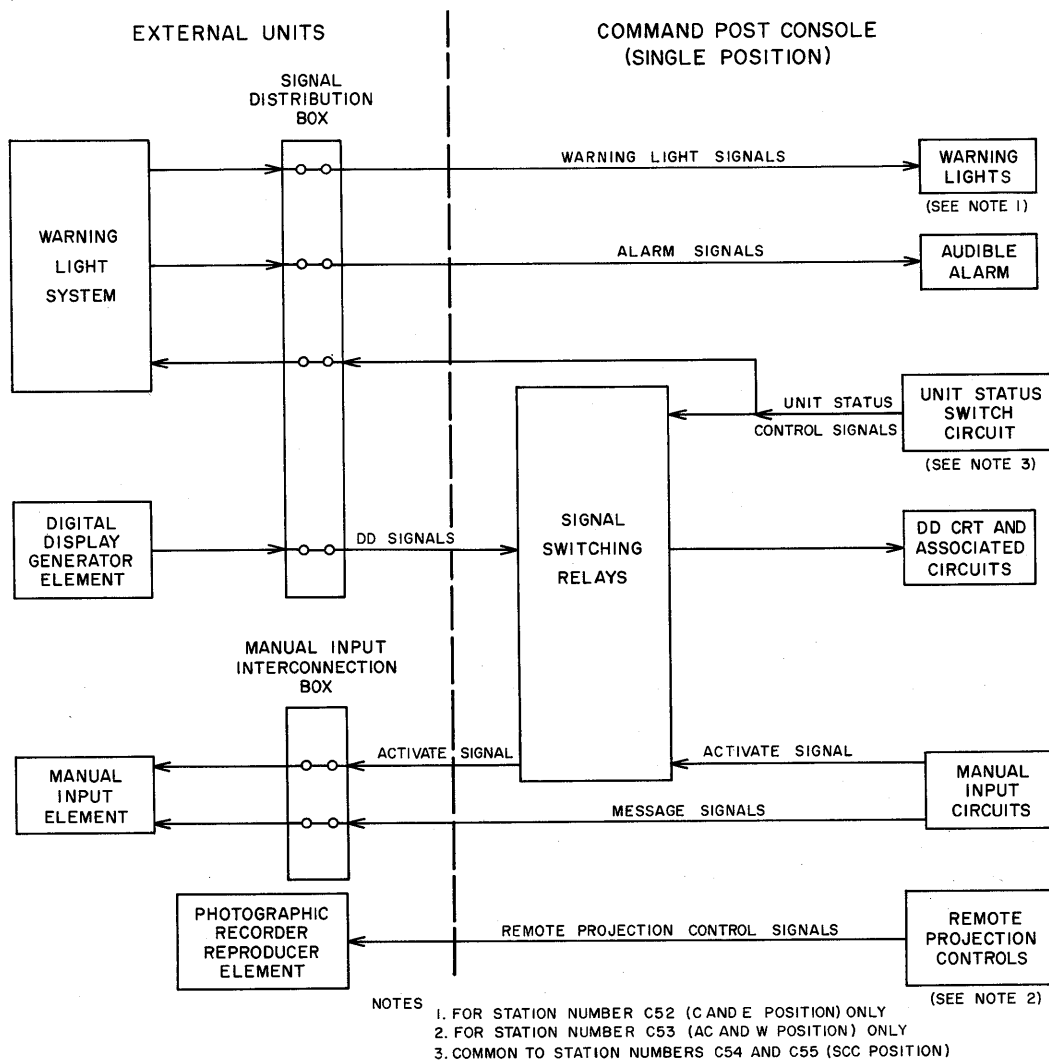 EXTERNAL UNITS
COMMAND POST CONSOLE
(SINGLE POSITION)
SIGNAL
DISTRIBUTION
BOX
WARNING
LIGHT
SYSTEM
WARNING LIGHT SIGNALS
WARNING
LIGHTS
(SEE NOTE 1)
ALARM SIGNALS
AUDIBLE
ALARM
UNIT STATUS
CONTROL SIGNALS
UNIT STATUS
SWITCH
CIRCUIT
(SEE NOTE 3)
DIGITAL
DISPLAY
GENERATOR
ELEMENT
DD SIGNALS
SIGNAL
SWITCHING
RELAYS
DD CRT AND
ASSOCIATED
CIRCUITS
MANUAL INPUT
INTERCONNECTION
BOX
MANUAL
INPUT
ELEMENT
ACTIVATE SIGNAL
ACTIVATE SIGNAL
MESSAGE SIGNALS
MANUAL
INPUT
CIRCUITS
PHOTOGRAPHIC
RECORDER
REPRODUCER
ELEMENT
REMOTE PROJECTION CONTROL SIGNALS
REMOTE
PROJECTION
CONTROLS
(SEE NOTE 2)
NOTES
1. FOR STATION NUMBER C52 (C AND E POSITION) ONLY
2. FOR STATION NUMBER C53 (AC AND W POSITION) ONLY
3. COMMON TO STATION NUMBERS C54 AND C55 (SCC POSITION)